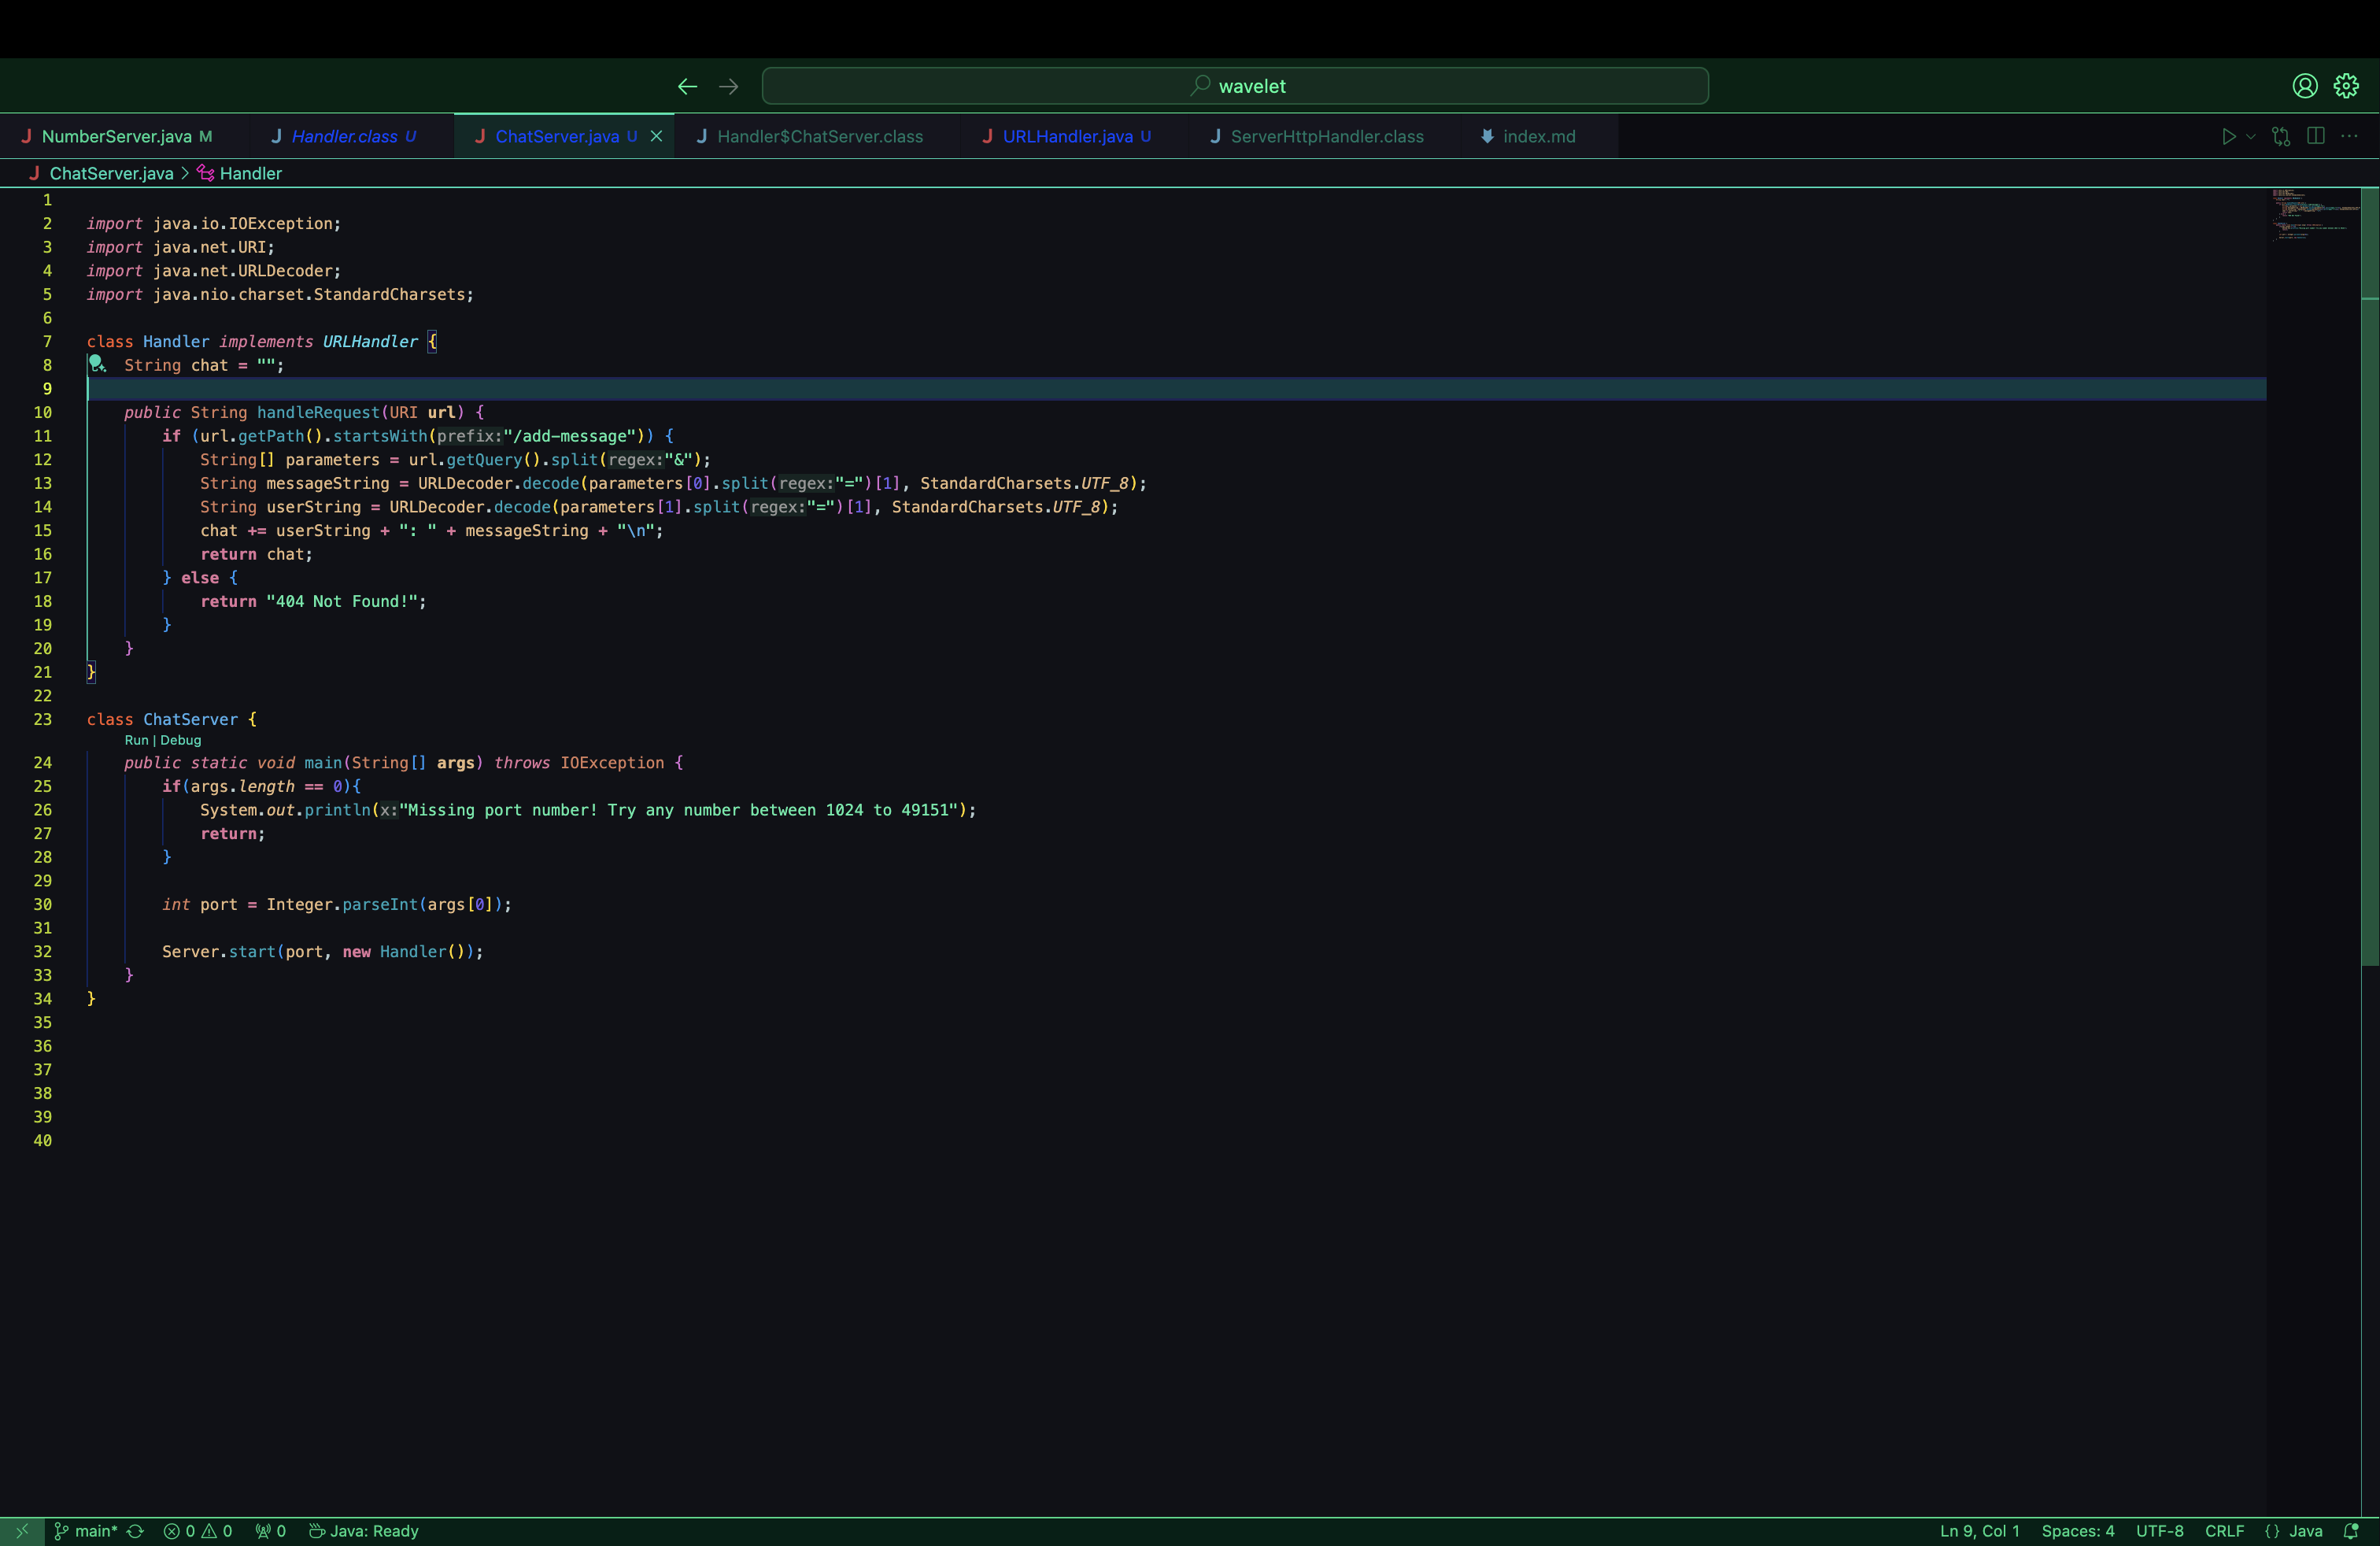 wavelet
NumberServer.java M Handler.class U ChatServer.java U Handler$ChatServer.class URLHandler.java U ServerHttpHandler.class index.md
ChatServer.java > Handler
1
2 import java.io.IOException;
3 import java.net.URI;
4 import java.net.URLDecoder;
5 import java.nio.charset.StandardCharsets;
6
7 class Handler implements URLHandler {
8 String chat = "";
9
10 public String handleRequest(URI url) {
11 if (url.getPath().startsWith(prefix:"/add-message")) {
12 String[] parameters = url.getQuery().split(regex:"&");
13 String messageString = URLDecoder.decode(parameters[0].split(regex:"=")[1], StandardCharsets.UTF_8);
14 String userString = URLDecoder.decode(parameters[1].split(regex:"=")[1], StandardCharsets.UTF_8);
15 chat += userString + ": " + messageString + "\n";
16 return chat;
17 } else {
18 return "404 Not Found!";
19 }
20 }
21 }
22
23 class ChatServer {
Run | Debug
24 public static void main(String[] args) throws IOException {
25 if(args.length == 0){
26 System.out.println(x:"Missing port number! Try any number between 1024 to 49151");
27 return;
28 }
29
30 int port = Integer.parseInt(args[0]);
31
32 Server.start(port, new Handler());
33 }
34 }
35
36
37
38
39
40
main* 0 0 0 Java: Ready Ln 9, Col 1 Spaces: 4 UTF-8 CRLF {} Java